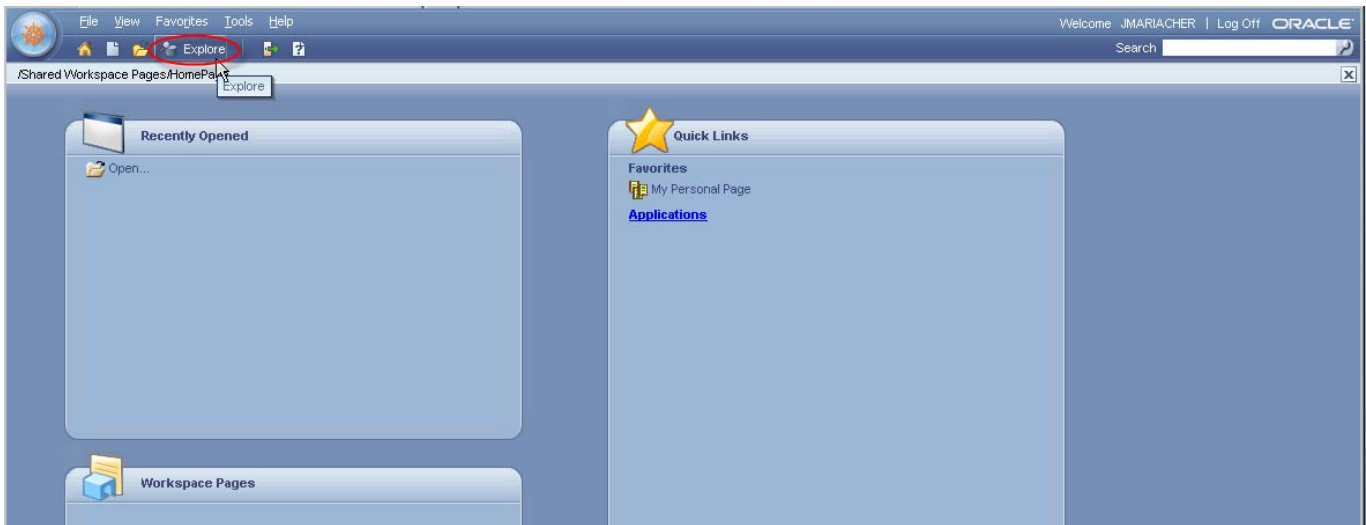 File View Favorites Tools Help
Welcome JMARIACHER | Log Off ORACLE
Explore
Search
/Shared Workspace Pages/HomePage
Explore
Recently Opened
Open...
Quick Links
Favorites
My Personal Page
Applications
Workspace Pages